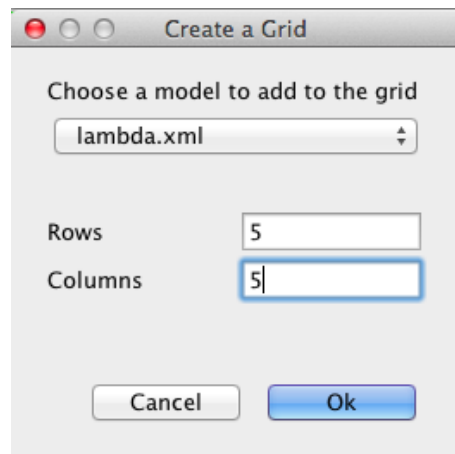 Create a Grid
Choose a model to add to the grid
lambda.xml
Rows 5
Columns 5
Cancel Ok